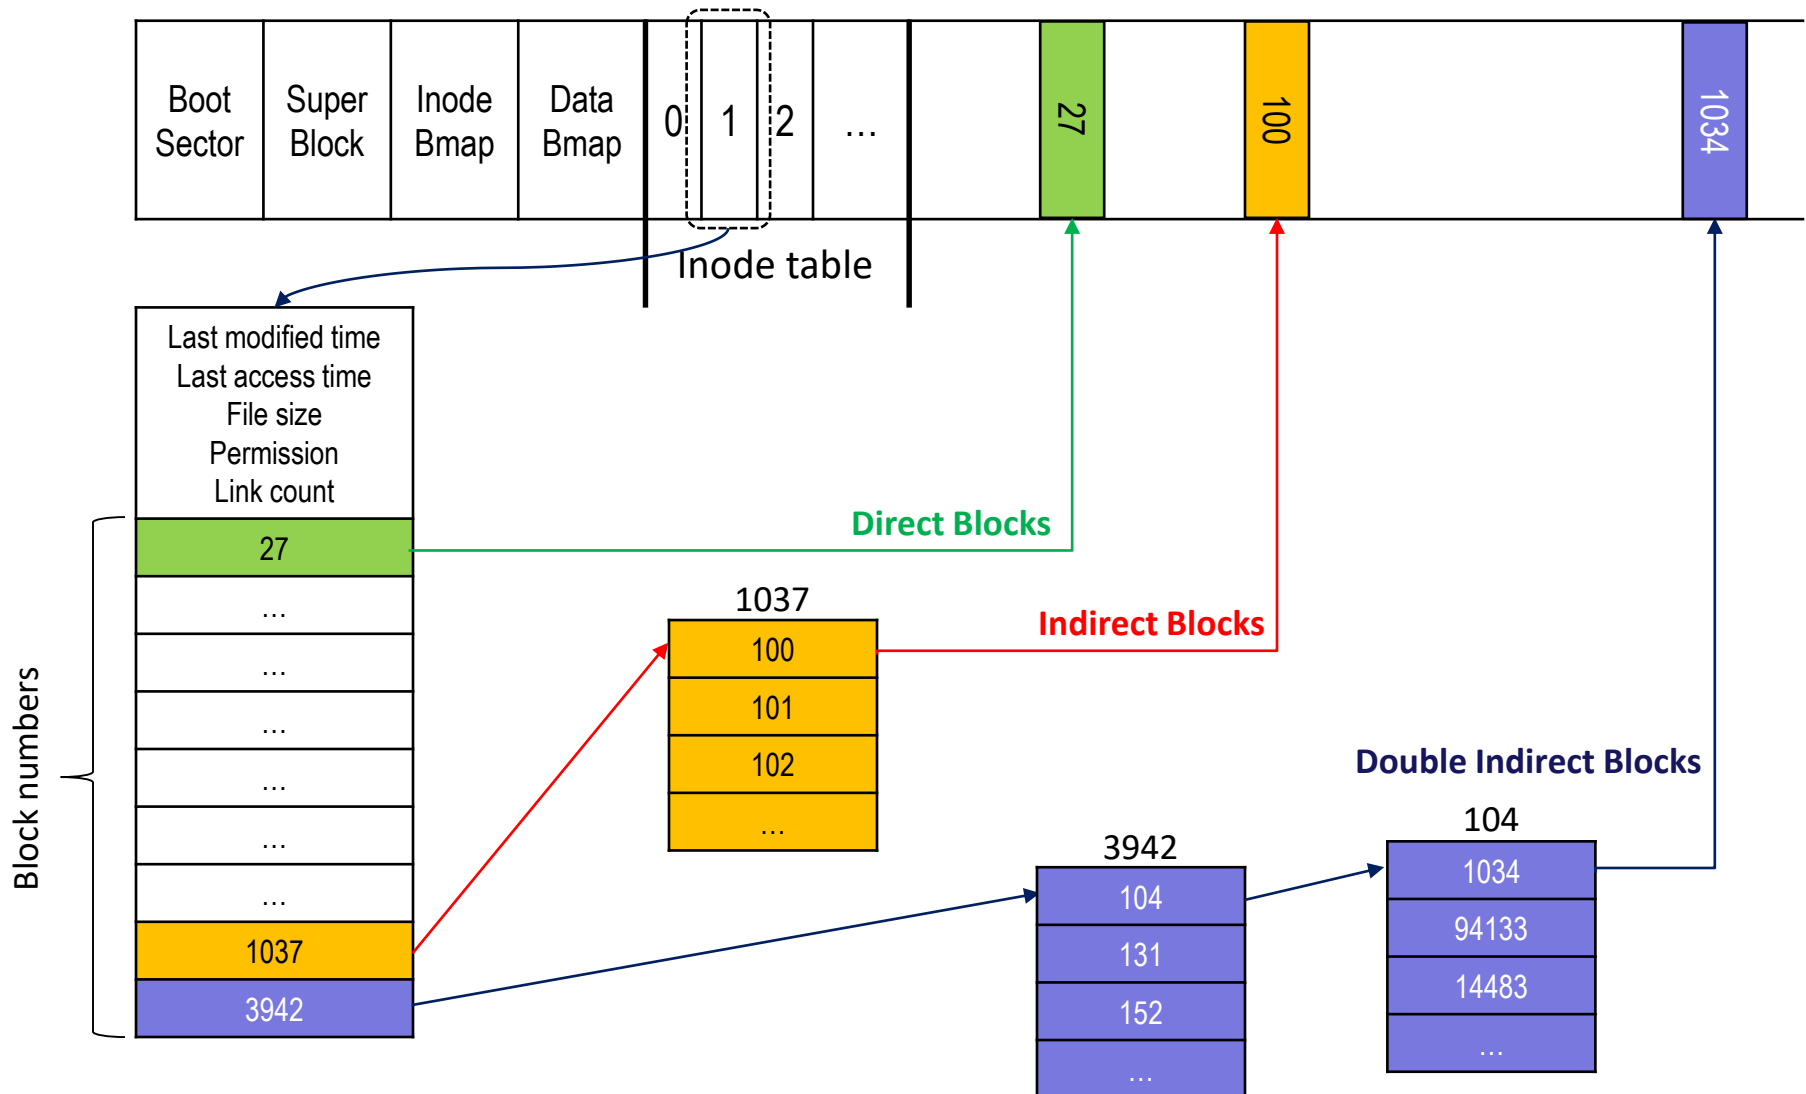 Boot
Sector
Super
Block
Inode
Bmap
Data
Bmap
0
1
2
...
27
100
1034
Inode table
Last modified time
Last access time
File size
Permission
Link count
27
...
...
...
...
...
...
1037
3942
Block numbers
Direct Blocks
1037
100
101
102
...
Indirect Blocks
3942
104
131
152
...
Double Indirect Blocks
104
1034
94133
14483
...